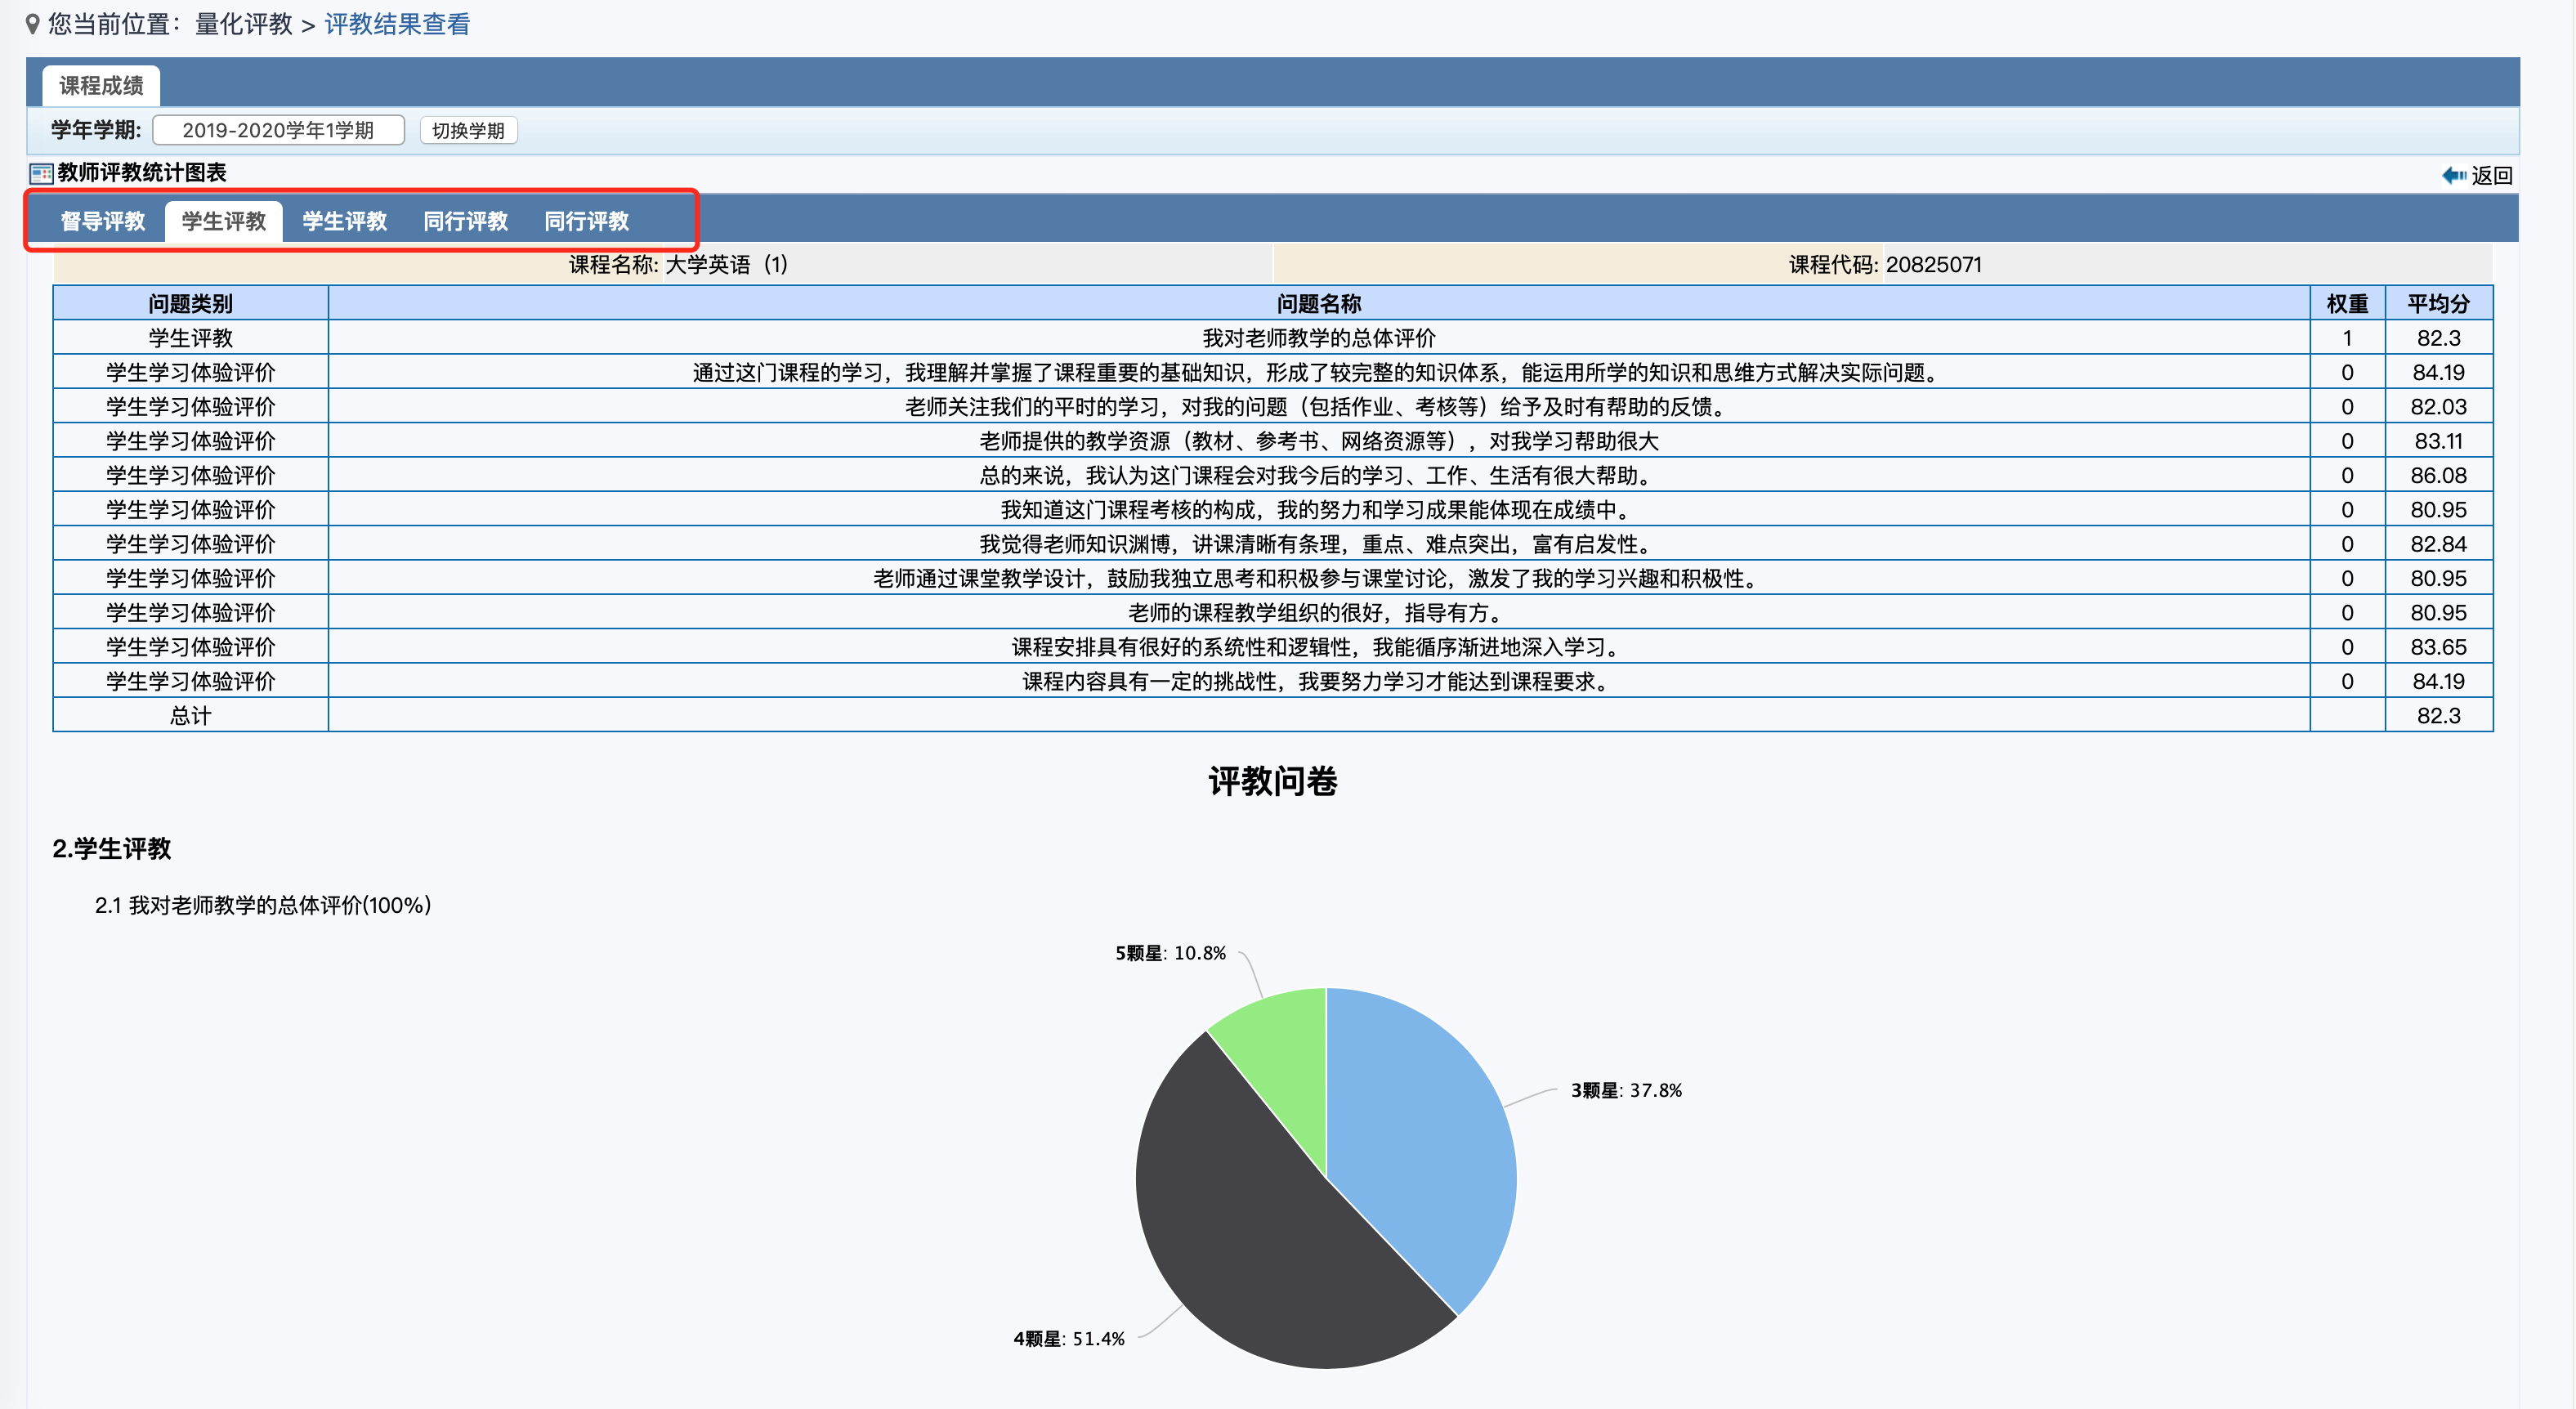 您当前位置：量化评教 > 评教结果查看
课程成绩
学年学期: 2019-2020学年1学期 切换学期
教师评教统计图表 返回
督导评教 学生评教 学生评教 同行评教 同行评教
课程名称: 大学英语（1） 课程代码: 20825071
问题类别 问题名称 权重 平均分
学生评教 我对老师教学的总体评价 1 82.3
学生学习体验评价 通过这门课程的学习，我理解并掌握了课程重要的基础知识，形成了较完整的知识体系，能运用所学的知识和思维方式解决实际问题。 0 84.19
学生学习体验评价 老师关注我们的平时的学习，对我的问题（包括作业、考核等）给予及时有帮助的反馈。 0 82.03
学生学习体验评价 老师提供的教学资源（教材、参考书、网络资源等），对我学习帮助很大 0 83.11
学生学习体验评价 总的来说，我认为这门课程会对我今后的学习、工作、生活有很大帮助。 0 86.08
学生学习体验评价 我知道这门课程考核的构成，我的努力和学习成果能体现在成绩中。 0 80.95
学生学习体验评价 我觉得老师知识渊博，讲课清晰有条理，重点、难点突出，富有启发性。 0 82.84
学生学习体验评价 老师通过课堂教学设计，鼓励我独立思考和积极参与课堂讨论，激发了我的学习兴趣和积极性。 0 80.95
学生学习体验评价 老师的课程教学组织的很好，指导有方。 0 80.95
学生学习体验评价 课程安排具有很好的系统性和逻辑性，我能循序渐进地深入学习。 0 83.65
学生学习体验评价 课程内容具有一定的挑战性，我要努力学习才能达到课程要求。 0 84.19
总计 82.3
评教问卷
2.学生评教
2.1 我对老师教学的总体评价(100%)
5颗星: 10.8%
3颗星: 37.8%
4颗星: 51.4%